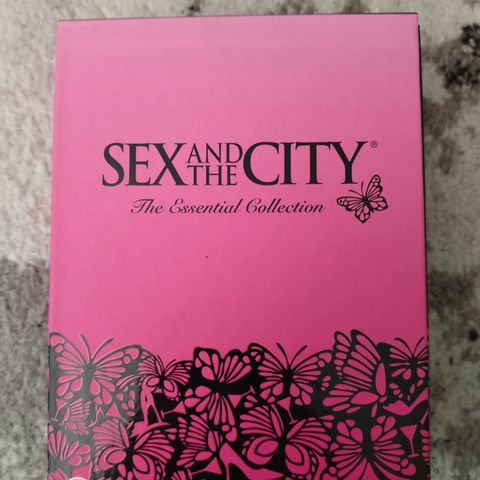 SEX AND THE CITY®
The Essential Collection